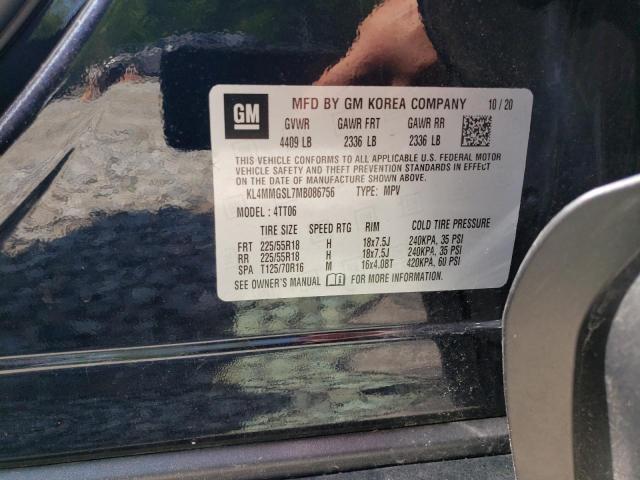 GM MFD BY GM KOREA COMPANY 10/20
GVWR GAWR FRT GAWR RR
4409 LB 2336 LB 2336 LB
THIS VEHICLE CONFORMS TO ALL APPLICABLE U.S. FEDERAL MOTOR
VEHICLE SAFETY, BUMPER, AND THEFT PREVENTION STANDARDS IN EFFECT ON THE
DATE OF MANUFACTURE SHOWN ABOVE.
KL4MMGSL7MB086756 TYPE: MPV
MODEL: 4TT06
TIRE SIZE SPEED RTG RIM COLD TIRE PRESSURE
FRT 225/55R18 H 18x7.5J 240KPA, 35 PSI
RR 225/55R18 H 18x7.5J 240KPA, 35 PSI
SPA T125/70R16 M 16x4.0BT 420KPA, 60 PSI
SEE OWNER'S MANUAL FOR MORE INFORMATION.